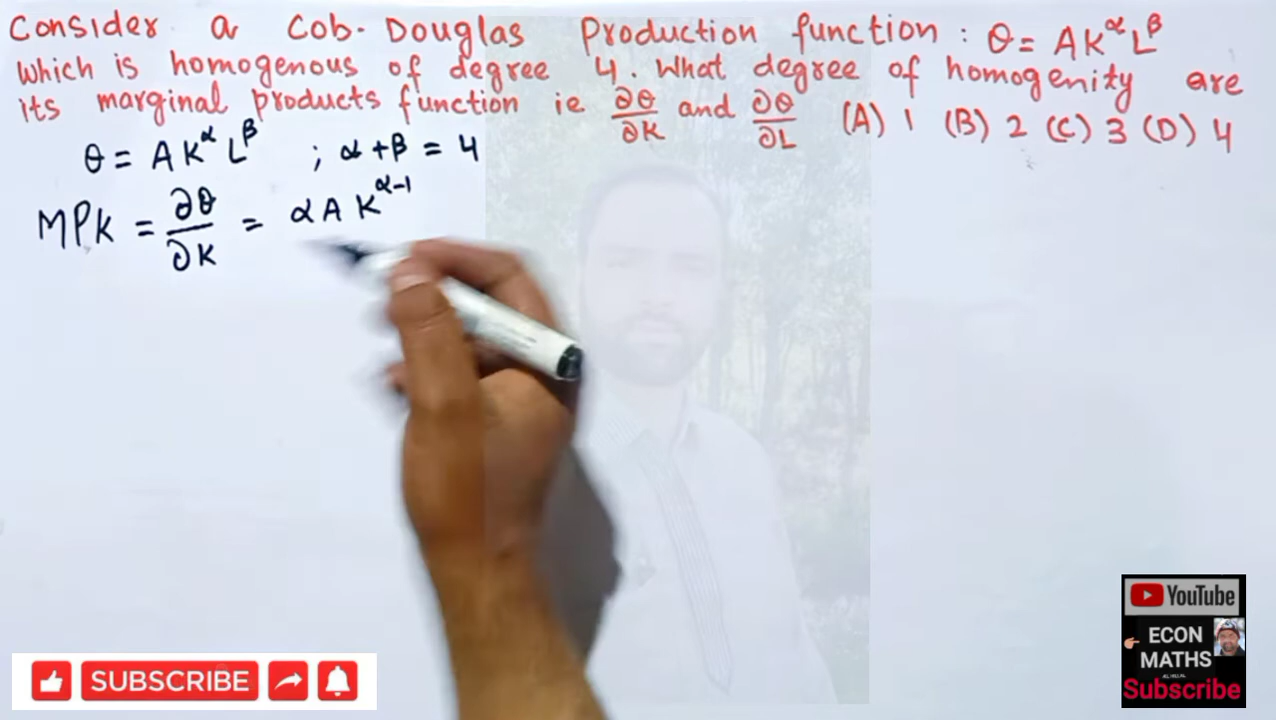 Consider a Cob-Douglas Production function : θ = AK^α L^β
which is homogenous of degree 4. What degree of homogenity are
its marginal products function ie ∂θ/∂K and ∂θ/∂L (A) 1 (B) 2 (C) 3 (D) 4
θ = AK^α L^β ; α+β = 4
MPK = ∂θ/∂K = αAK^α-1
YouTube
ECON
MATHS
Subscribe
SUBSCRIBE